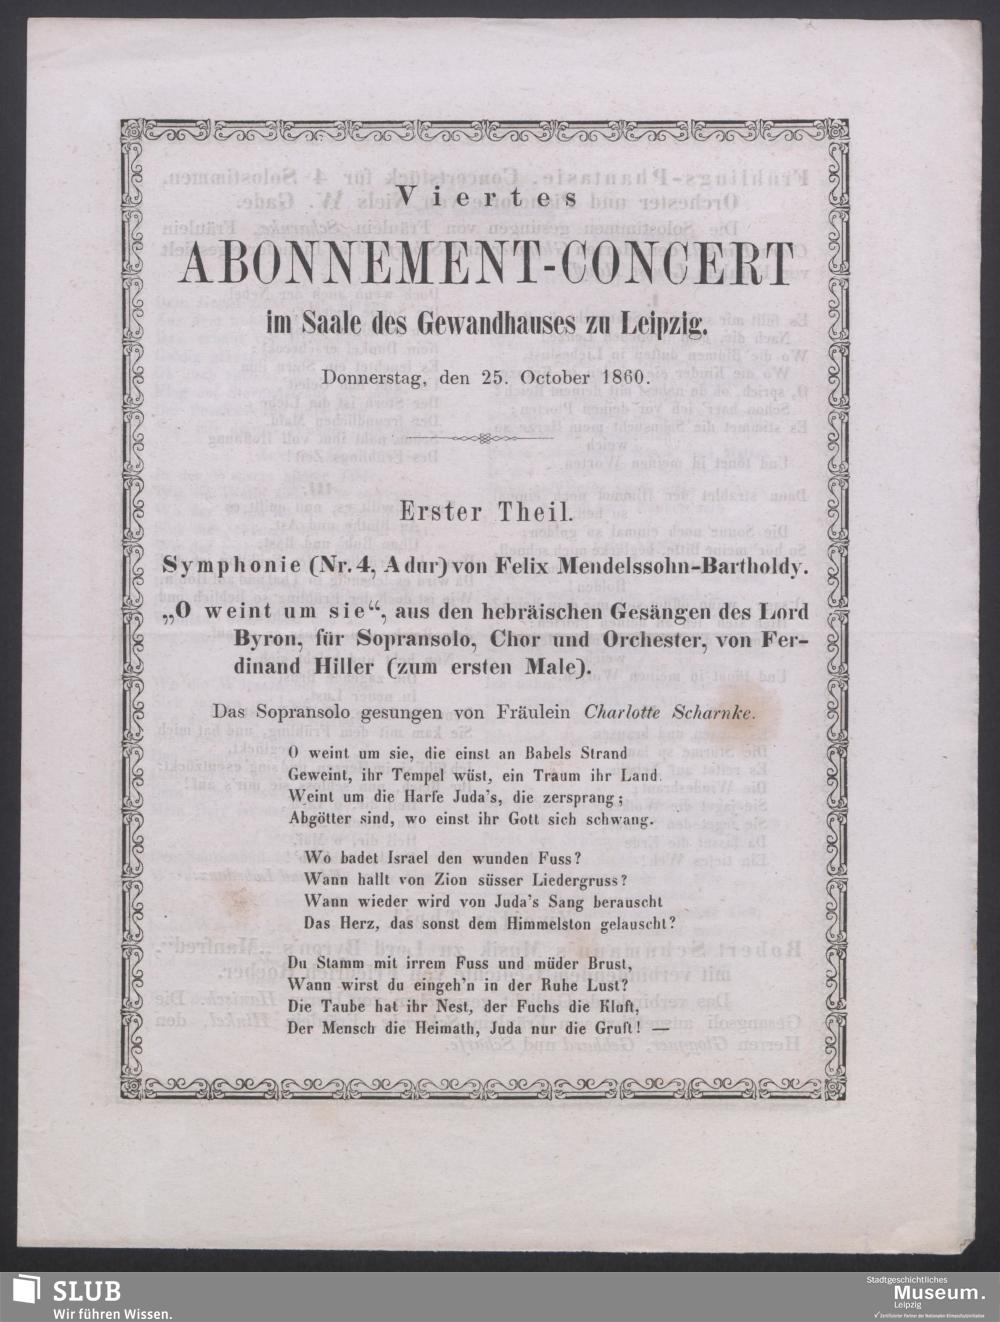 Viertes
ABONNEMENT-CONCERT
im Saale des Gewandhauses zu Leipzig.
Donnerstag, den 25. October 1860.
Erster Theil.
Symphonie (Nr. 4, A dur) von Felix Mendelssohn-Bartholdy.
„O weint um sie“, aus den hebräischen Gesängen des Lord
Byron, für Sopransolo, Chor und Orchester, von Fer-
dinand Hiller (zum ersten Male).
Das Sopransolo gesungen von Fräulein Charlotte Scharnke.
O weint um sie, die einst an Babels Strand
Geweint, ihr Tempel wüst, ein Traum ihr Land.
Weint um die Harfe Juda's, die zersprang;
Abgötter sind, wo einst ihr Gott sich schwang.
Wo badet Israel den wunden Fuss?
Wann hallt von Zion süsser Liedergruss?
Wann wieder wird von Juda's Sang berauscht
Das Herz, das sonst dem Himmelston gelauscht?
Du Stamm mit irrem Fuss und müder Brust,
Wann wirst du eingeh'n in der Ruhe Lust?
Die Taube hat ihr Nest, der Fuchs die Kluft,
Der Mensch die Heimath, Juda nur die Gruft! —
SLUB
Wir führen Wissen.
Stadtgeschichtliches
Museum.
Leipzig
Zertifizierter Partner der Nationalen Klimaschutzinitiative